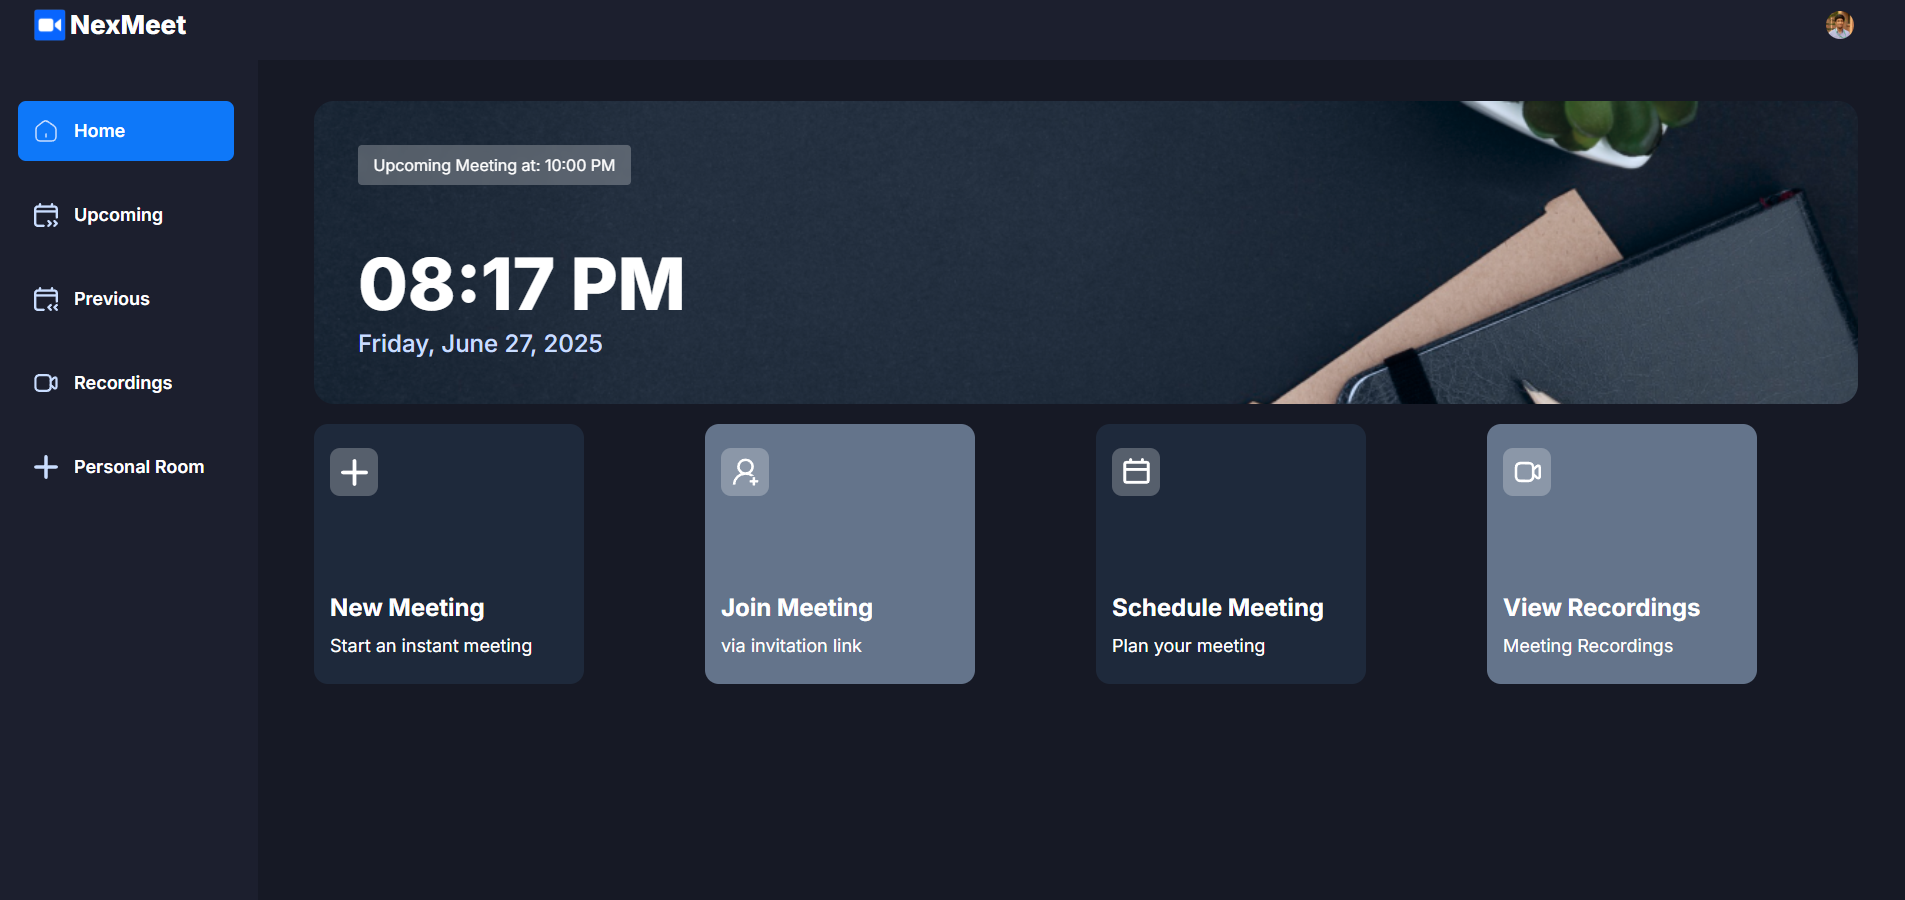 NexMeet
Home
Upcoming
Previous
Recordings
Personal Room
Upcoming Meeting at: 10:00 PM
08:17 PM
Friday, June 27, 2025
New Meeting
Start an instant meeting
Join Meeting
via invitation link
Schedule Meeting
Plan your meeting
View Recordings
Meeting Recordings